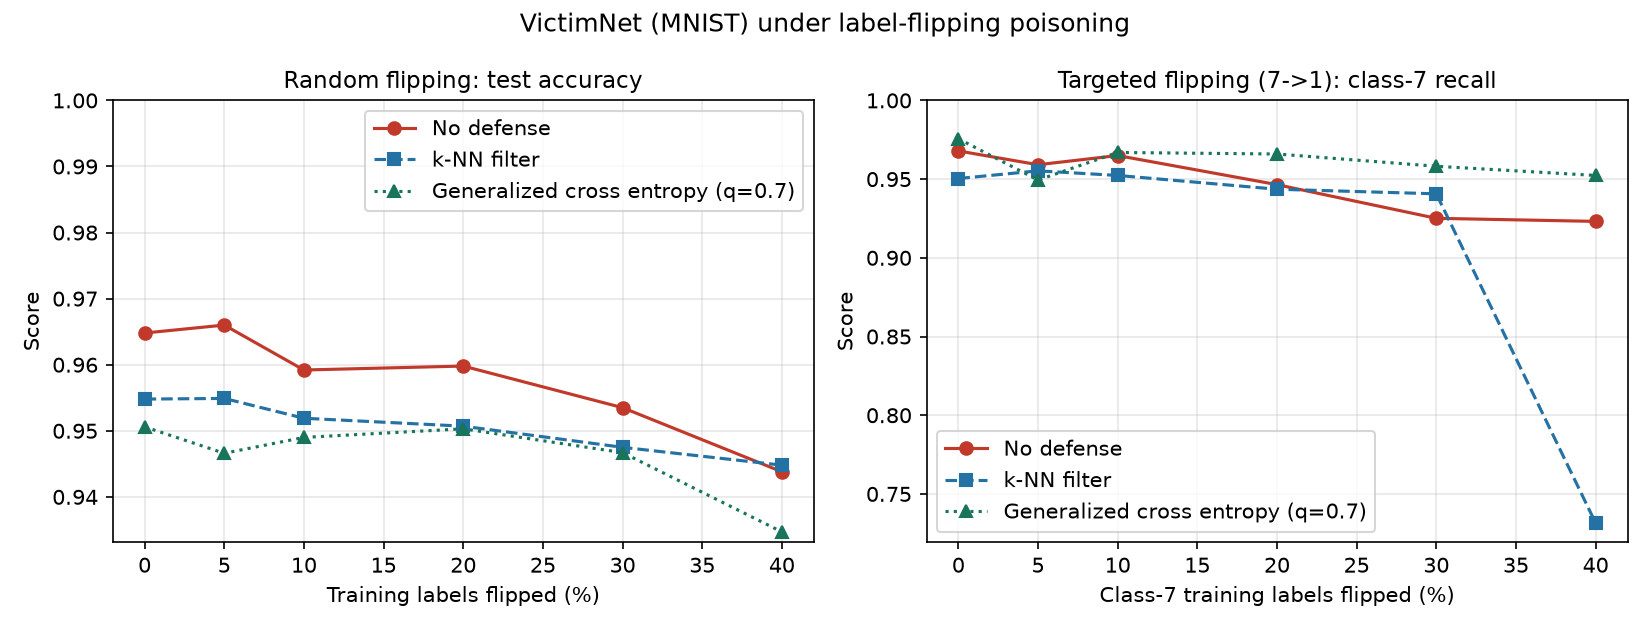 VictimNet (MNIST) under label-flipping poisoning
Random flipping: test accuracy
1.00
0.99
0.98
0.97
0.96
0.95
0.94
Score
No defense
k-NN filter
Generalized cross entropy (q=0.7)
0 5 10 15 20 25 30 35 40
Training labels flipped (%)
Targeted flipping (7->1): class-7 recall
1.00
0.95
0.90
0.85
0.80
0.75
Score
No defense
k-NN filter
Generalized cross entropy (q=0.7)
0 5 10 15 20 25 30 35 40
Class-7 training labels flipped (%)